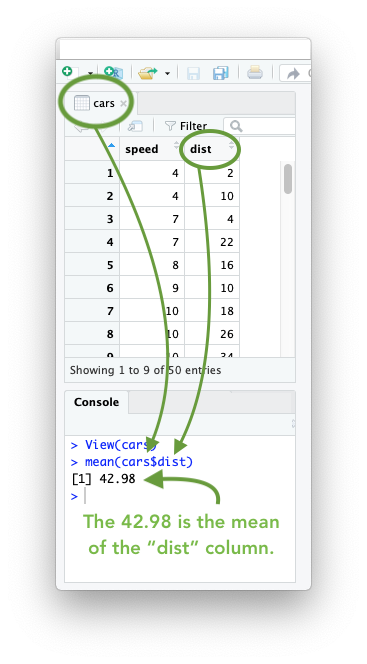 cars
Filter
speed dist
1 4 2
2 4 10
3 7 4
4 7 22
5 8 16
6 9 10
7 10 18
8 10 26
9 10 34
Showing 1 to 9 of 50 entries
Console
> View(cars)
> mean(cars$dist)
[1] 42.98
>
The 42.98 is the mean
of the “dist” column.